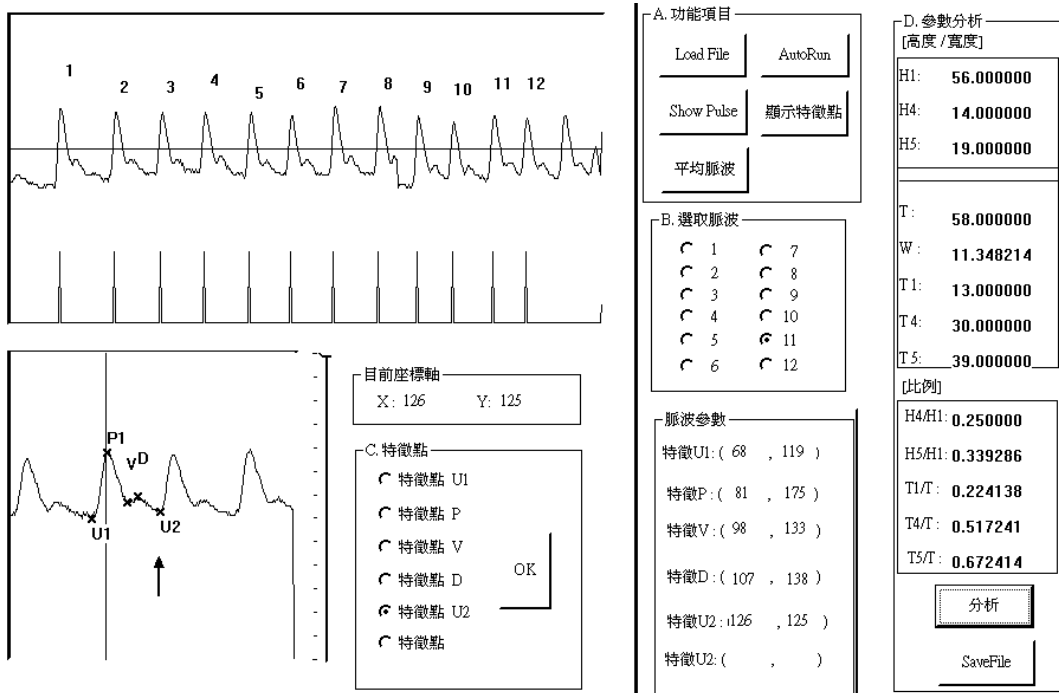 1
2
3
4
5
6
7
8
9
10
11
12
P1
V
D
U1
U2
目前座標軸
X: 126 Y: 125
C. 特徵點
特徵點 U1
特徵點 P
特徵點 V
特徵點 D
特徵點 U2
特徵點
OK
A. 功能項目
Load File AutoRun
Show Pulse 顯示特徵點
平均脈波
B. 選取脈波
1 7
2 8
3 9
4 10
5 11
6 12
脈波參數
特徵U1: ( 68 , 119 )
特徵P: ( 81 , 175 )
特徵V: ( 98 , 133 )
特徵D: ( 107 , 138 )
特徵U2: ( 126 , 125 )
特徵U2: ( , )
D. 參數分析
[高度 /寬度]
H1: 56.000000
H4: 14.000000
H5: 19.000000
T: 58.000000
W: 11.348214
T1: 13.000000
T4: 30.000000
T5: 39.000000
[比例]
H4/H1: 0.250000
H5/H1: 0.339286
T1/T: 0.224138
T4/T: 0.517241
T5/T: 0.672414
分析
SaveFile